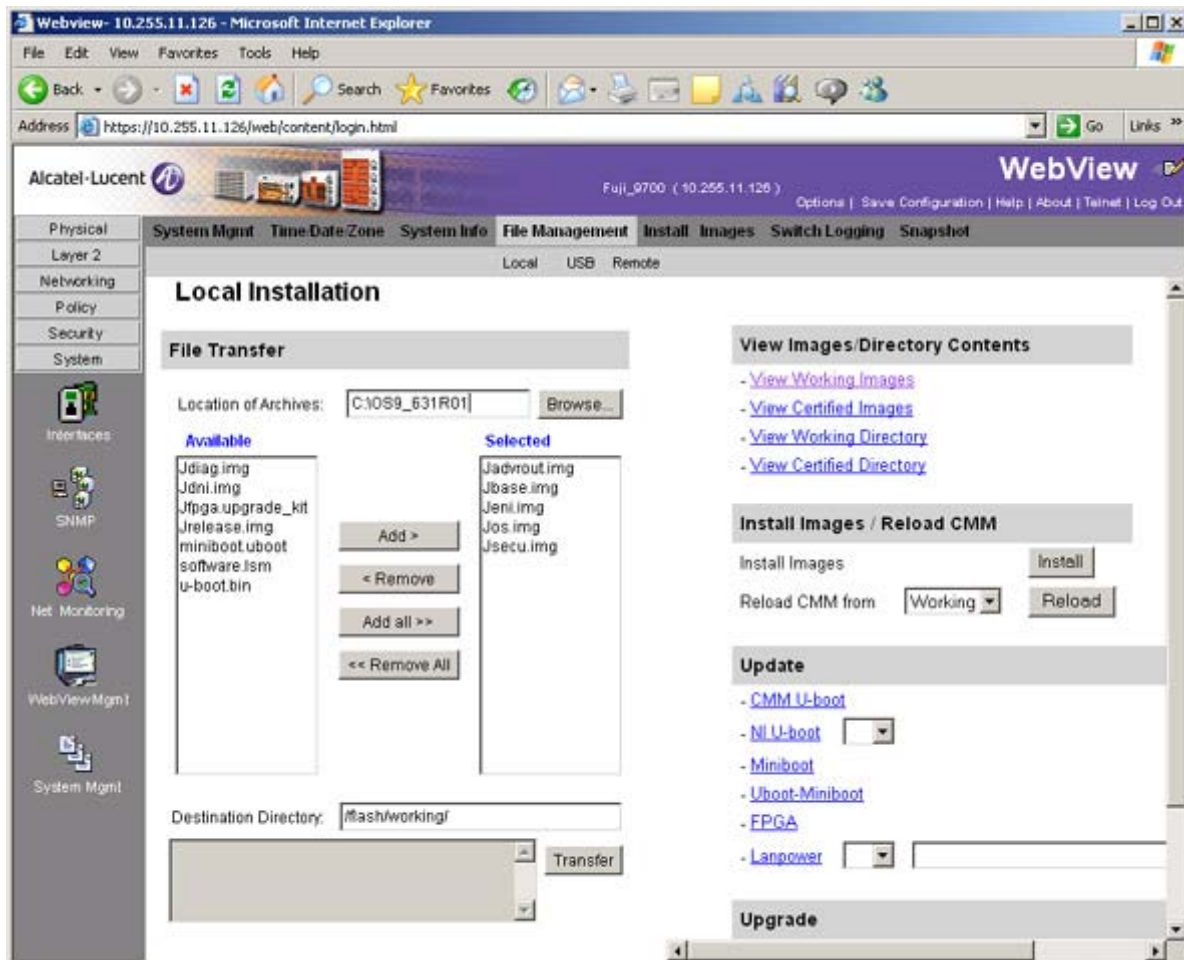 Webview- 10.255.11.126 - Microsoft Internet Explorer
File Edit View Favorites Tools Help
Back Search Favorites
Address https://10.255.11.126/web/content/login.html Go Links »
Alcatel-Lucent
WebView
Fuji_9700 ( 10.255.11.126 )
Options | Save Configuration | Help | About | Telnet | Log Out
Physical
Layer 2
Networking
Policy
Security
System
Interfaces
SNMP
Net Monitoring
WebViewMgmt
System Mgmt
System Mgmt Time/Date/Zone System Info File Management Install Images Switch Logging Snapshot
Local USB Remote
Local Installation
File Transfer
Location of Archives: C:\OS9_631R01 Browse...
Available
Jdiag.img
Jdni.img
Jfpga.upgrade_kit
Jrelease.img
miniboot.uboot
software.lsm
u-boot.bin
Add >
< Remove
Add all >>
<< Remove All
Selected
Jadvrout.img
Jbase.img
Jeni.img
Jos.img
Jsecu.img
Destination Directory: /flash/working/
Transfer
View Images/Directory Contents
- View Working Images
- View Certified Images
- View Working Directory
- View Certified Directory
Install Images / Reload CMM
Install Images Install
Reload CMM from Working Reload
Update
- CMM U-boot
- NI U-boot
- Miniboot
- Uboot-Miniboot
- FPGA
- Lanpower
Upgrade